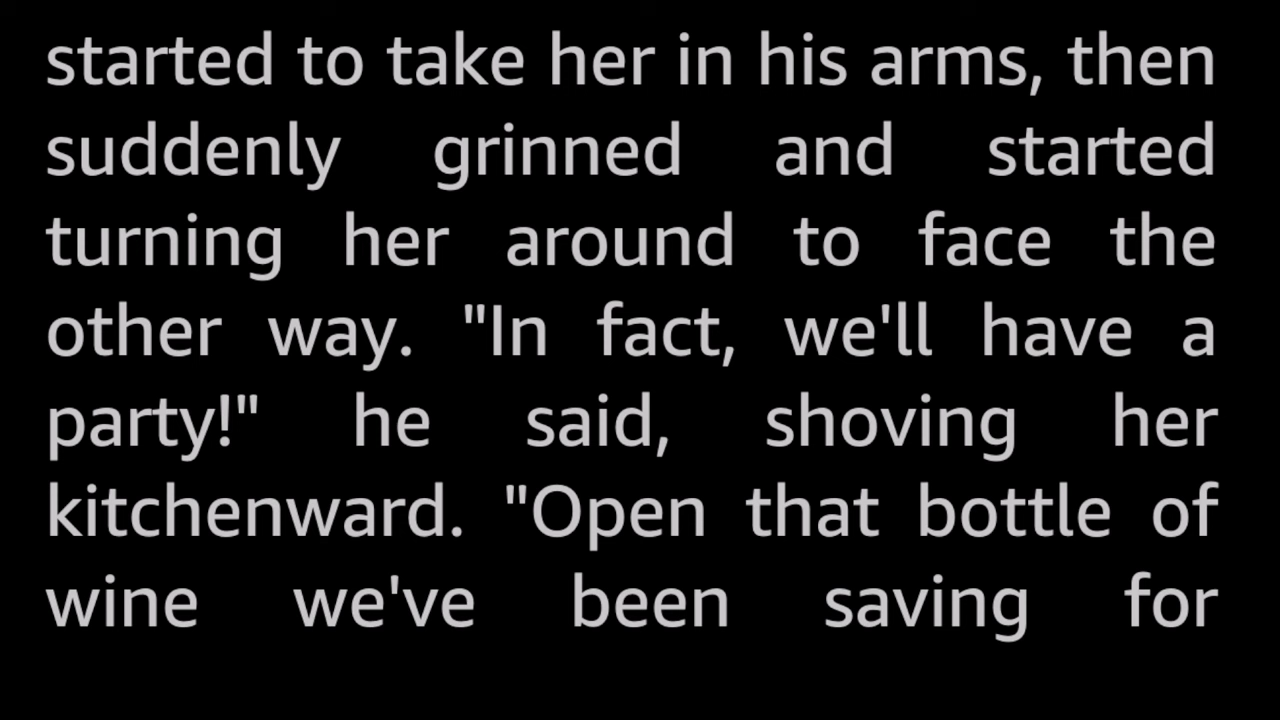 started to take her in his arms, then
suddenly grinned and started
turning her around to face the
other way. "In fact, we'll have a
party!" he said, shoving her
kitchenward. "Open that bottle of
wine we've been saving for